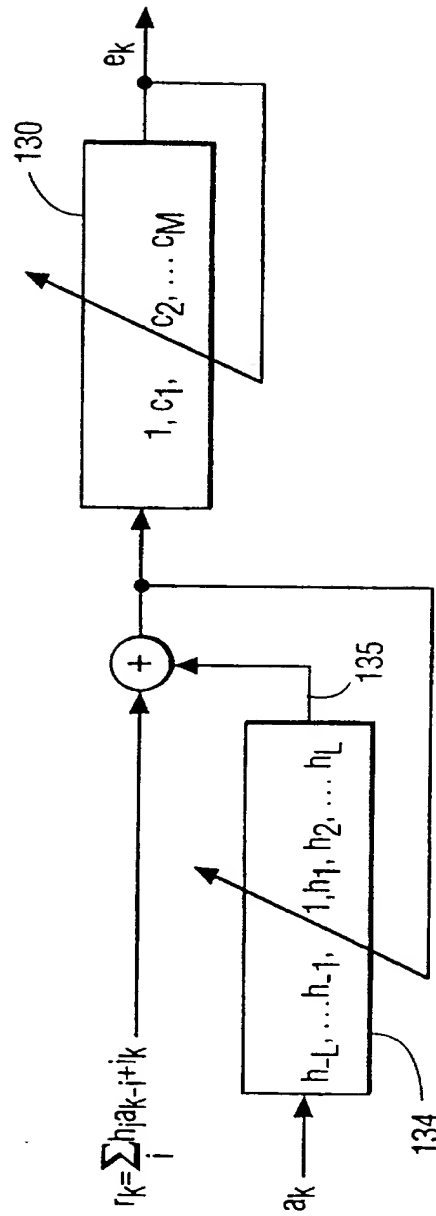 r_k=∑_i h_i a_{k-i}+i_k
a_k
h_{-L}, ... h_{-1}, 1, h_1, h_2, ... h_L
134
135
1, c_1, c_2, ... c_M
130
e_k
+